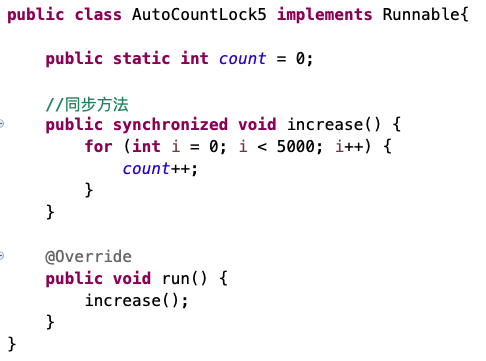 public class AutoCountLock5 implements Runnable{
public static int count = 0;
//同步方法
public synchronized void increase() {
for (int i = 0; i < 5000; i++) {
count++;
}
}
@Override
public void run() {
increase();
}
}